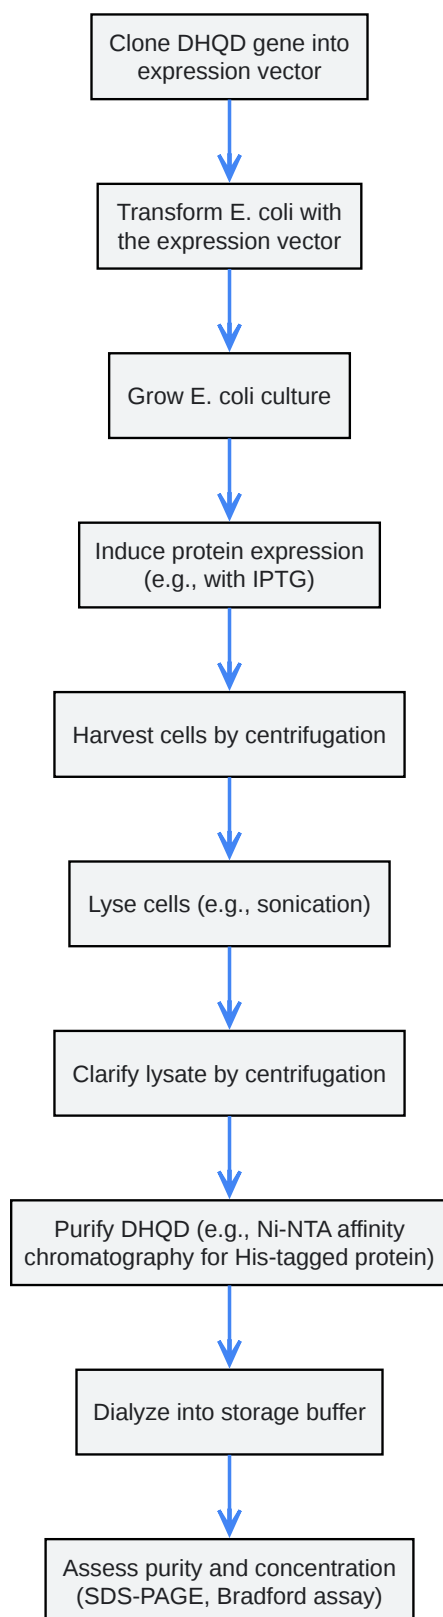 Clone DHQD gene into
expression vector
Transform E. coli with
the expression vector
Grow E. coli culture
Induce protein expression
(e.g., with IPTG)
Harvest cells by centrifugation
Lyse cells (e.g., sonication)
Clarify lysate by centrifugation
Purify DHQD (e.g., Ni-NTA affinity
chromatography for His-tagged protein)
Dialyze into storage buffer
Assess purity and concentration
(SDS-PAGE, Bradford assay)